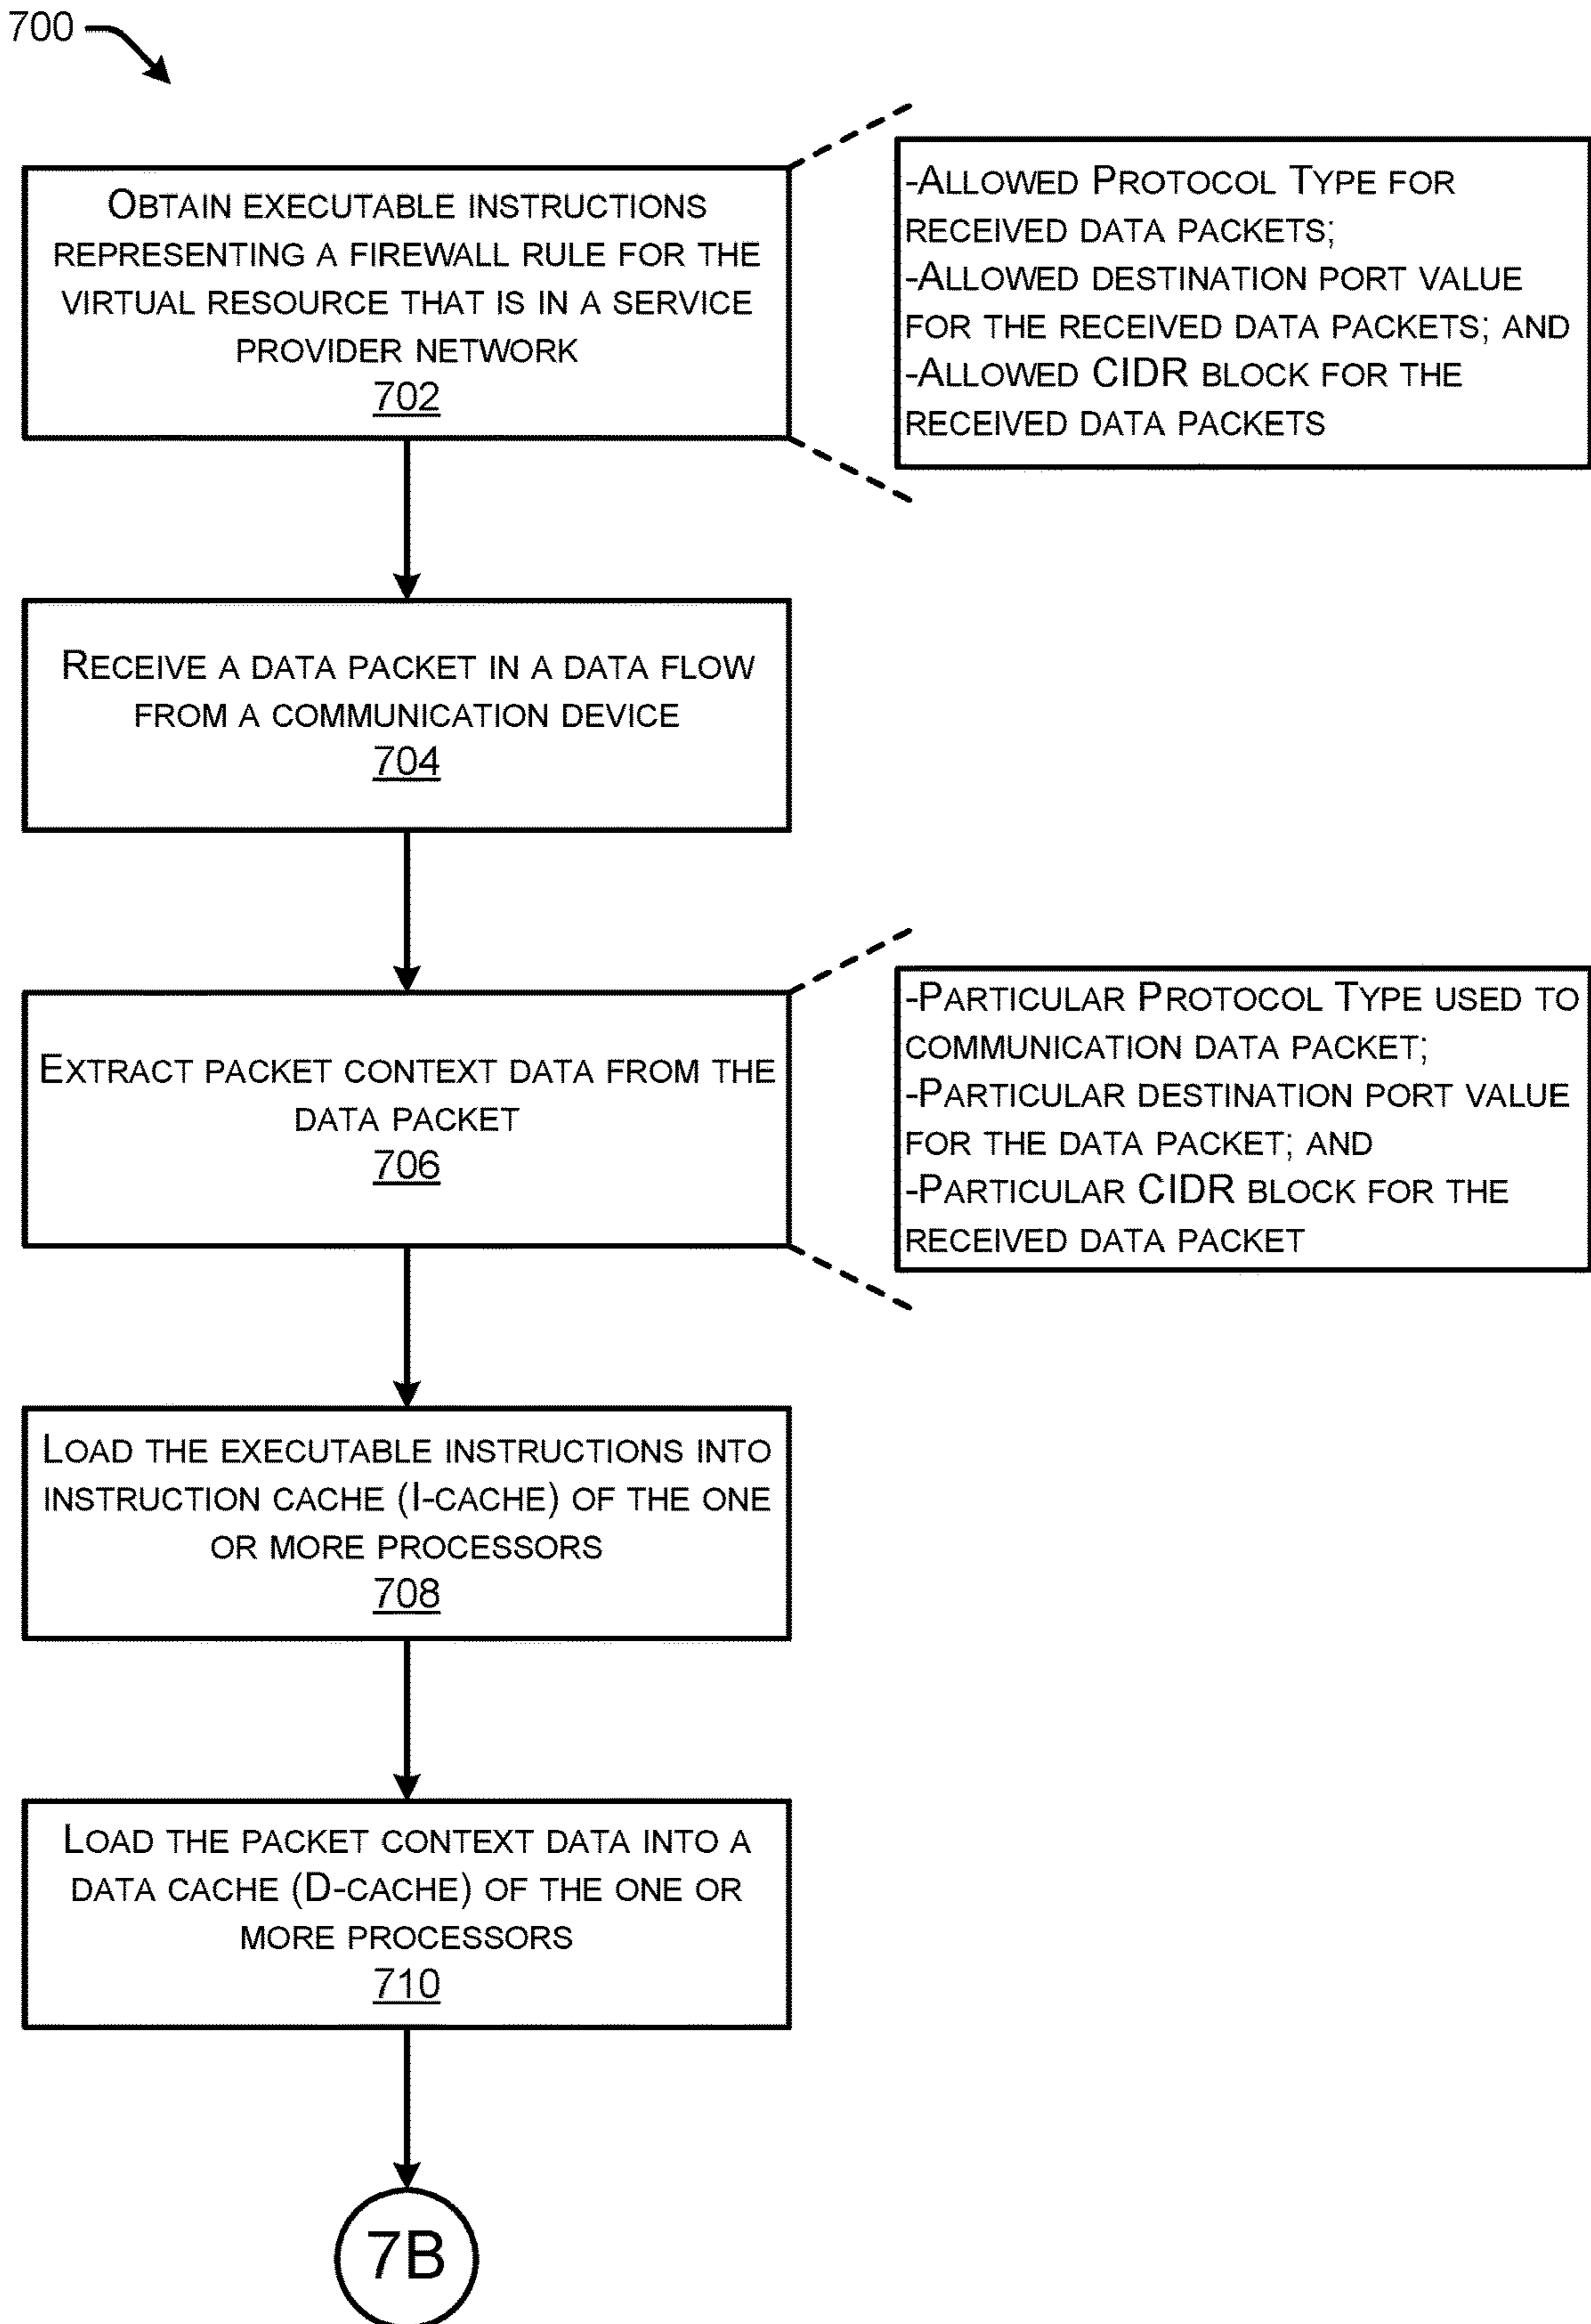 700
OBTAIN EXECUTABLE INSTRUCTIONS
REPRESENTING A FIREWALL RULE FOR THE
VIRTUAL RESOURCE THAT IS IN A SERVICE
PROVIDER NETWORK
702
-ALLOWED PROTOCOL TYPE FOR
RECEIVED DATA PACKETS;
-ALLOWED DESTINATION PORT VALUE
FOR THE RECEIVED DATA PACKETS; AND
-ALLOWED CIDR BLOCK FOR THE
RECEIVED DATA PACKETS
RECEIVE A DATA PACKET IN A DATA FLOW
FROM A COMMUNICATION DEVICE
704
EXTRACT PACKET CONTEXT DATA FROM THE
DATA PACKET
706
-PARTICULAR PROTOCOL TYPE USED TO
COMMUNICATION DATA PACKET;
-PARTICULAR DESTINATION PORT VALUE
FOR THE DATA PACKET; AND
-PARTICULAR CIDR BLOCK FOR THE
RECEIVED DATA PACKET
LOAD THE EXECUTABLE INSTRUCTIONS INTO
INSTRUCTION CACHE (I-CACHE) OF THE ONE
OR MORE PROCESSORS
708
LOAD THE PACKET CONTEXT DATA INTO A
DATA CACHE (D-CACHE) OF THE ONE OR
MORE PROCESSORS
710
7B